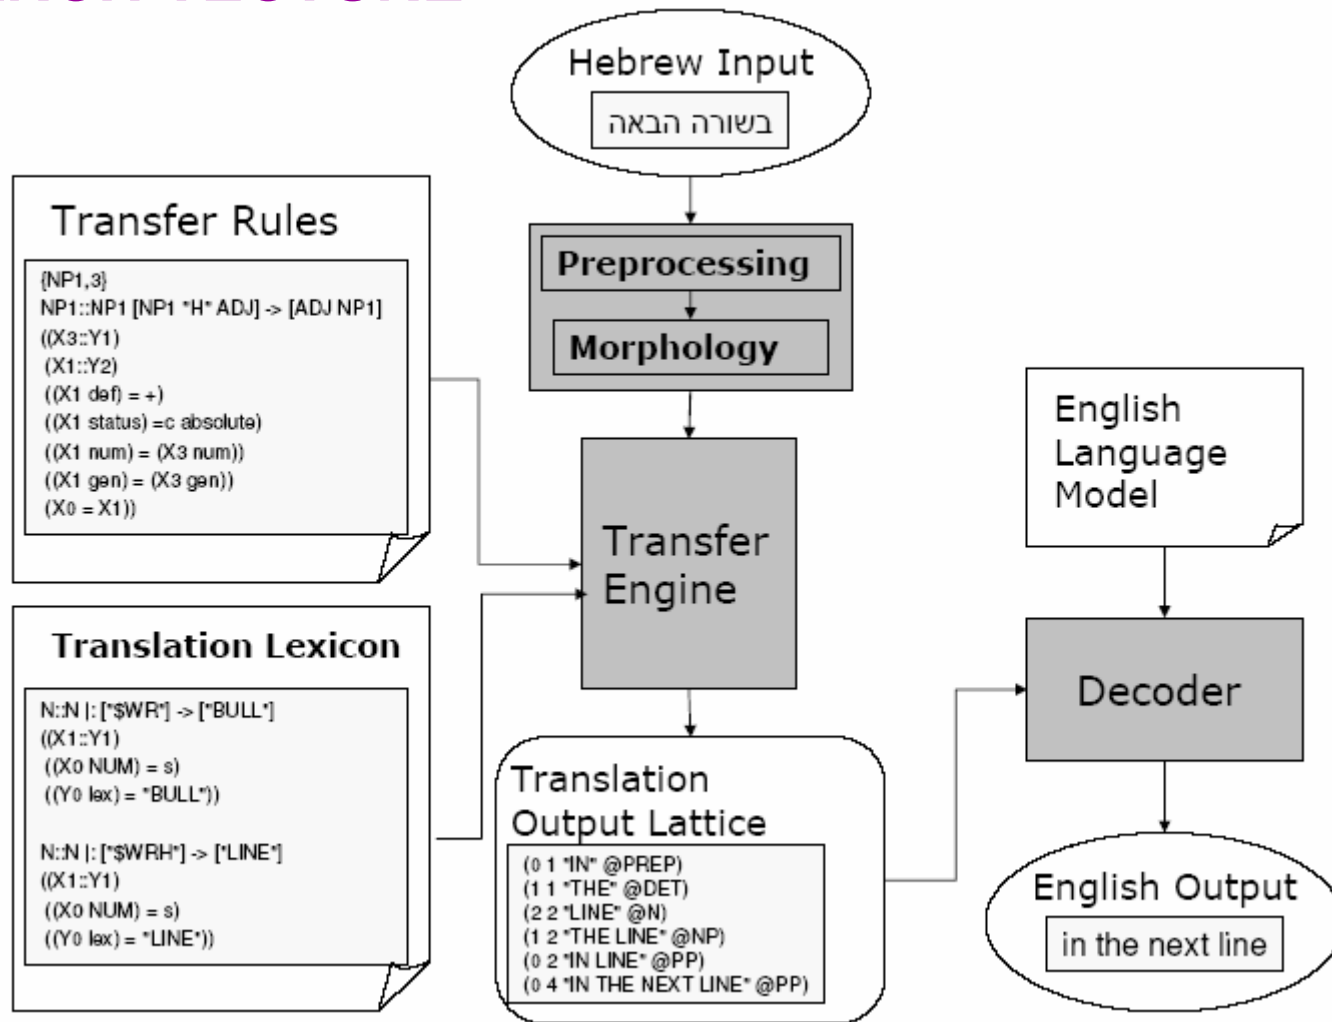 Hebrew Input
בשורה הבאה
Transfer Rules
{NP1,3}
NP1::NP1 [NP1 "H" ADJ] -> [ADJ NP1]
((X3::Y1)
(X1::Y2)
((X1 def) = +)
((X1 status) =c absolute)
((X1 num) = (X3 num))
((X1 gen) = (X3 gen))
(X0 = X1))
Preprocessing
Morphology
English
Language
Model
Transfer
Engine
Translation Lexicon
N::N |: ["$WR"] -> ["BULL"]
((X1::Y1)
((X0 NUM) = s)
((Y0 lex) = "BULL"))
N::N |: ["$WRH"] -> ["LINE"]
((X1::Y1)
((X0 NUM) = s)
((Y0 lex) = "LINE"))
Decoder
Translation
Output Lattice
(0 1 "IN" @PREP)
(1 1 "THE" @DET)
(2 2 "LINE" @N)
(1 2 "THE LINE" @NP)
(0 2 "IN LINE" @PP)
(0 4 "IN THE NEXT LINE" @PP)
English Output
in the next line